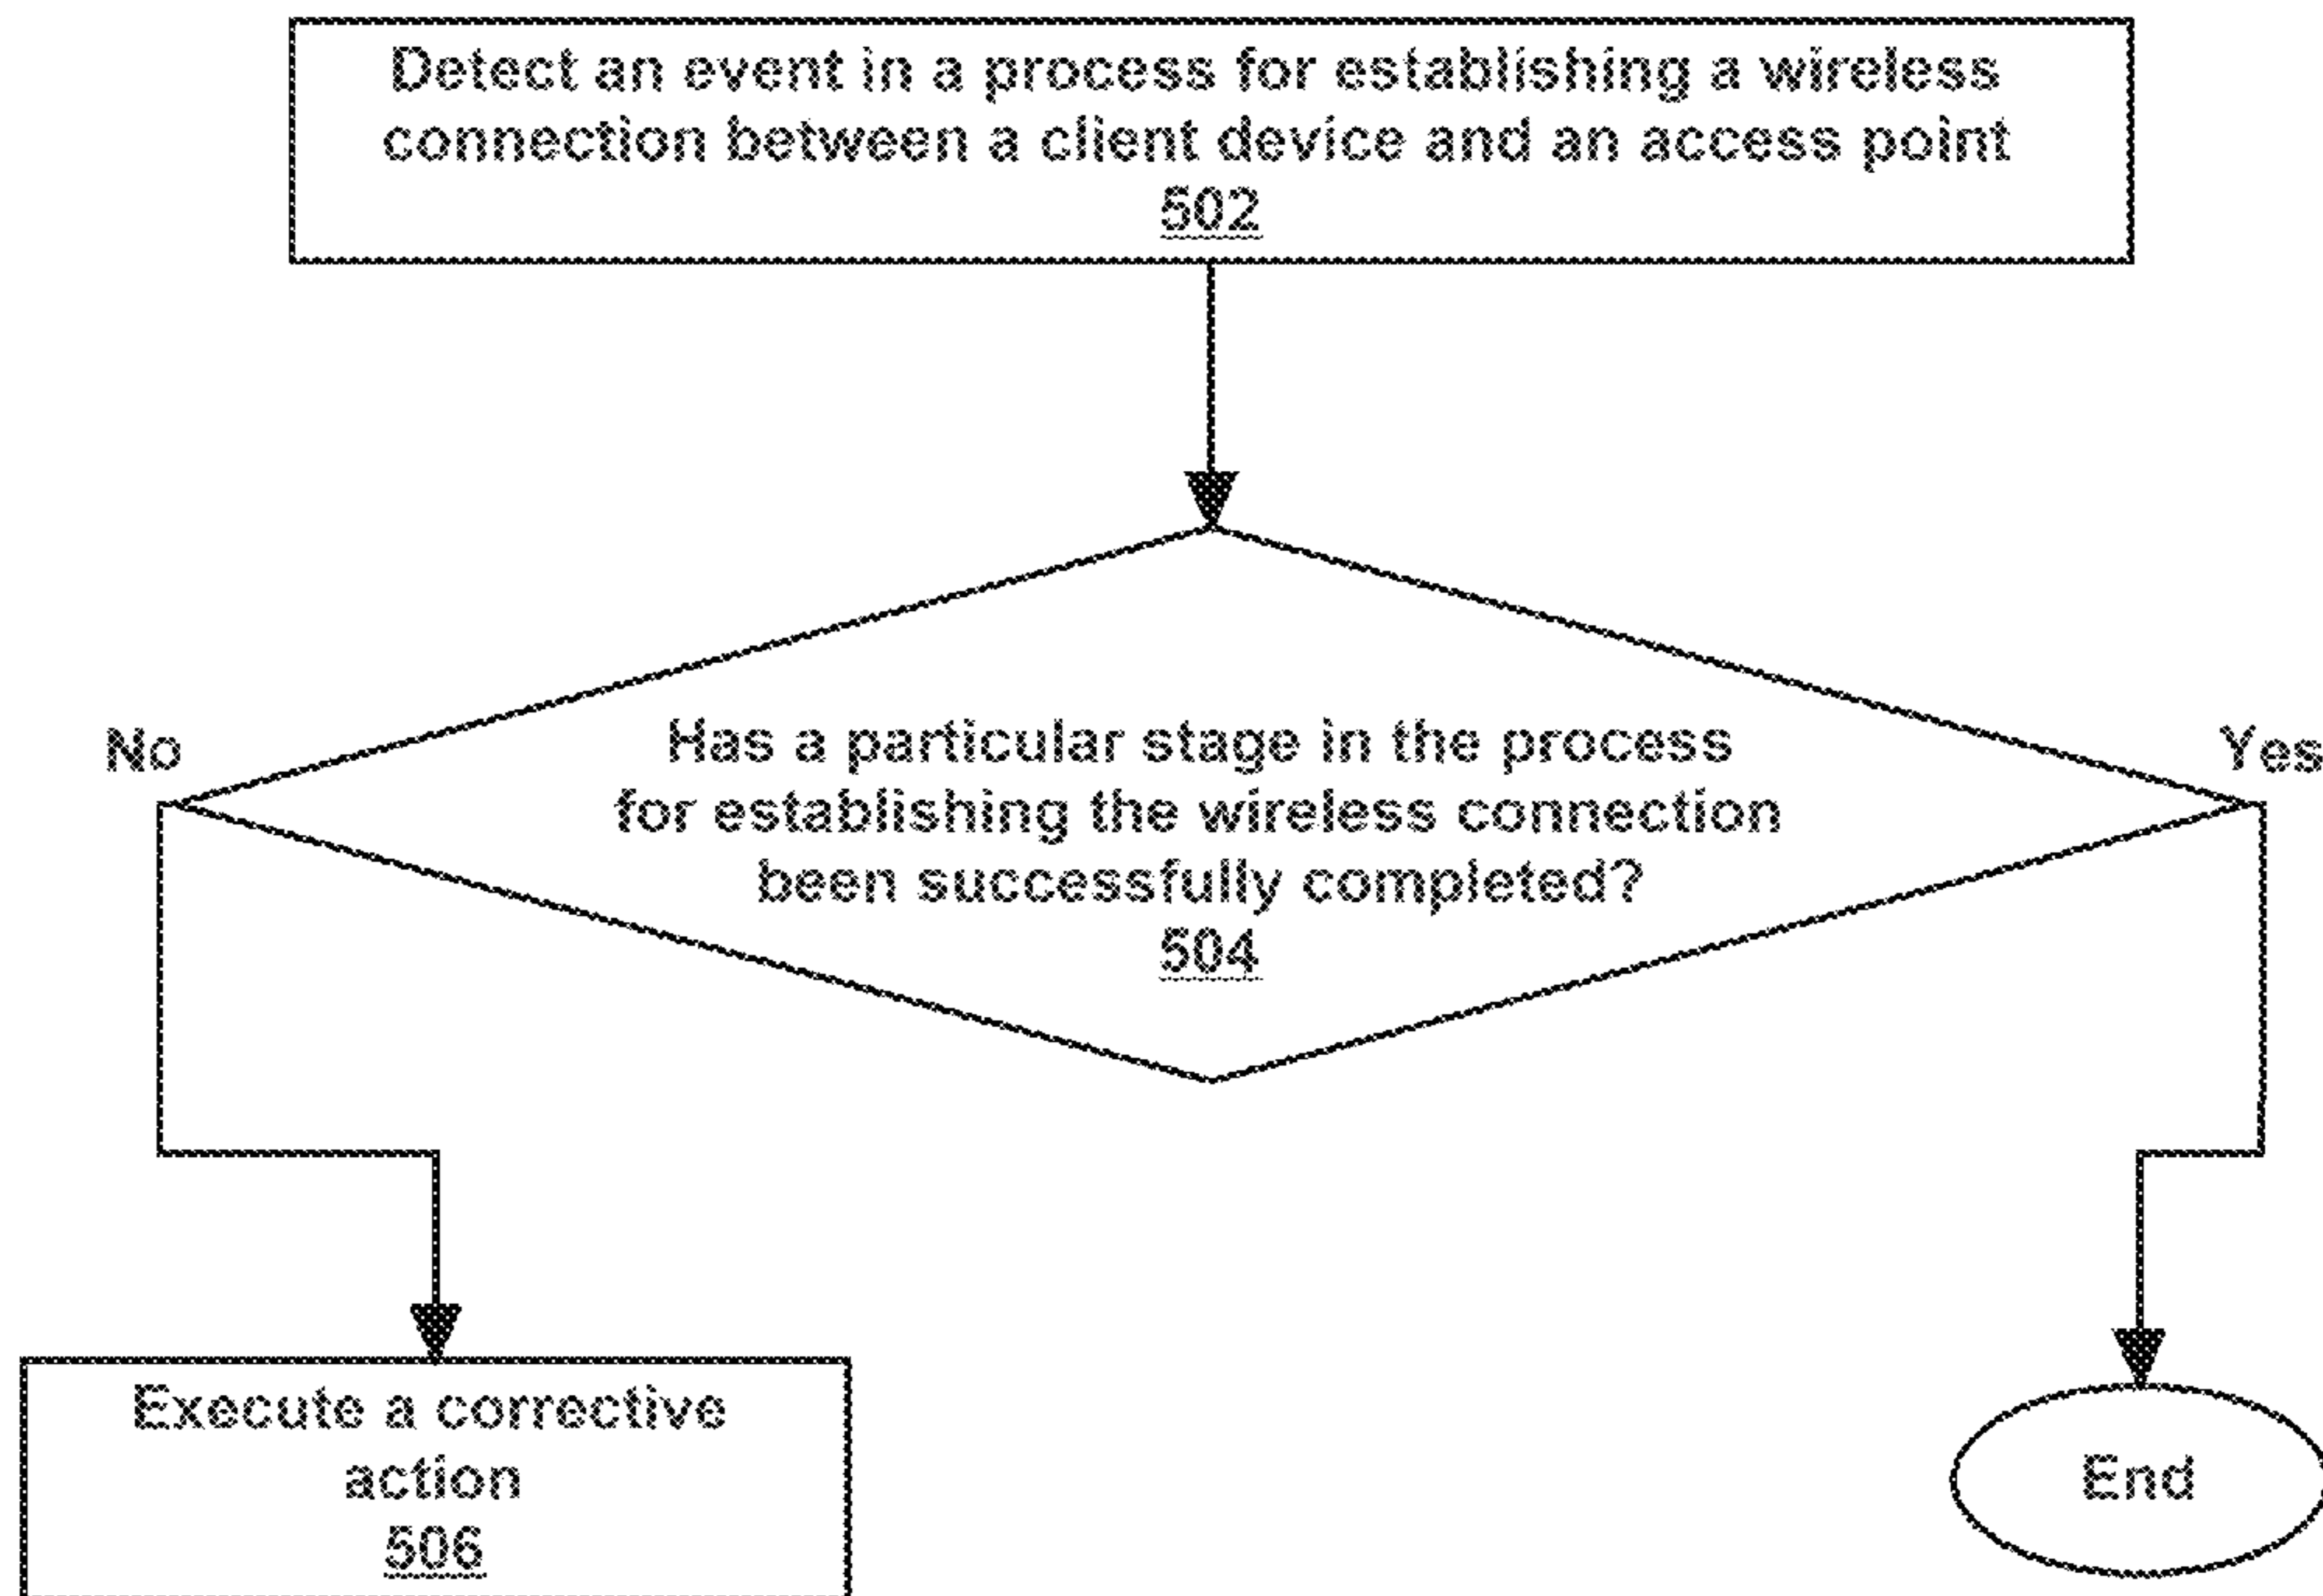 Detect an event in a process for establishing a wireless
connection between a client device and an access point
502
No
Yes
Has a particular stage in the process
for establishing the wireless connection
been successfully completed?
504
Execute a corrective
action
506
End